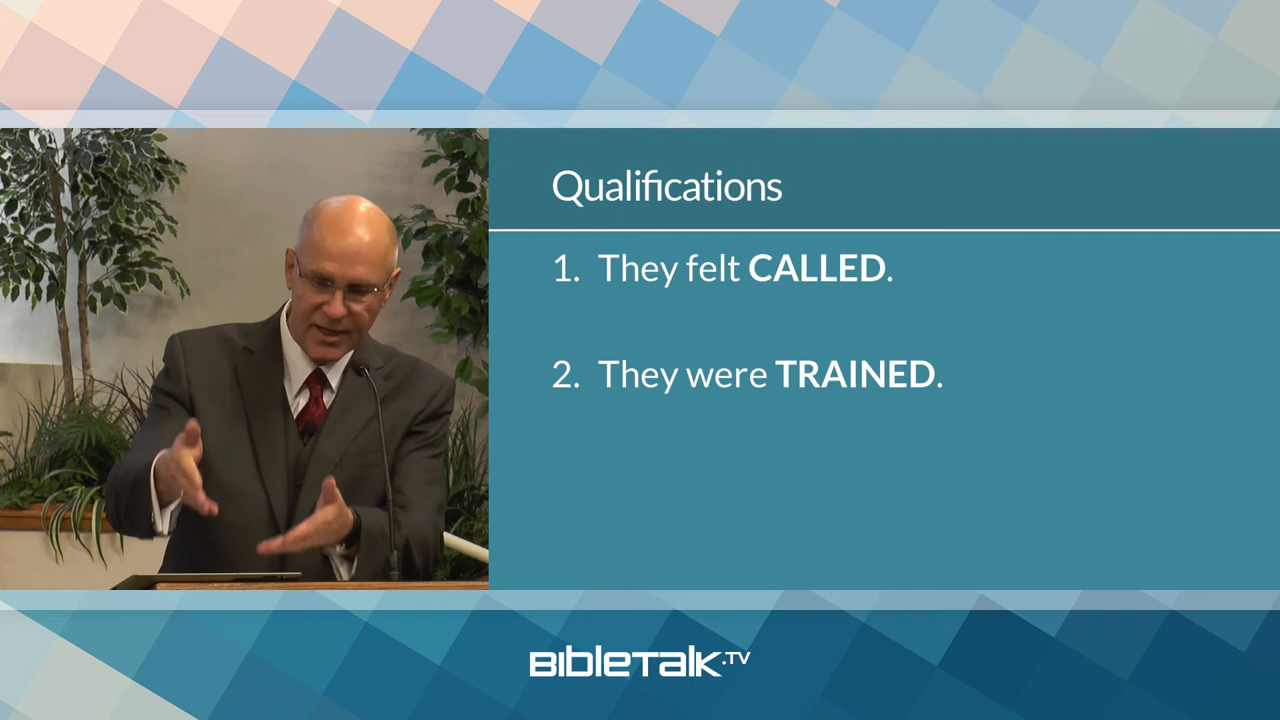 Qualifications
1. They felt CALLED.
2. They were TRAINED.
BIBLETALK.TV